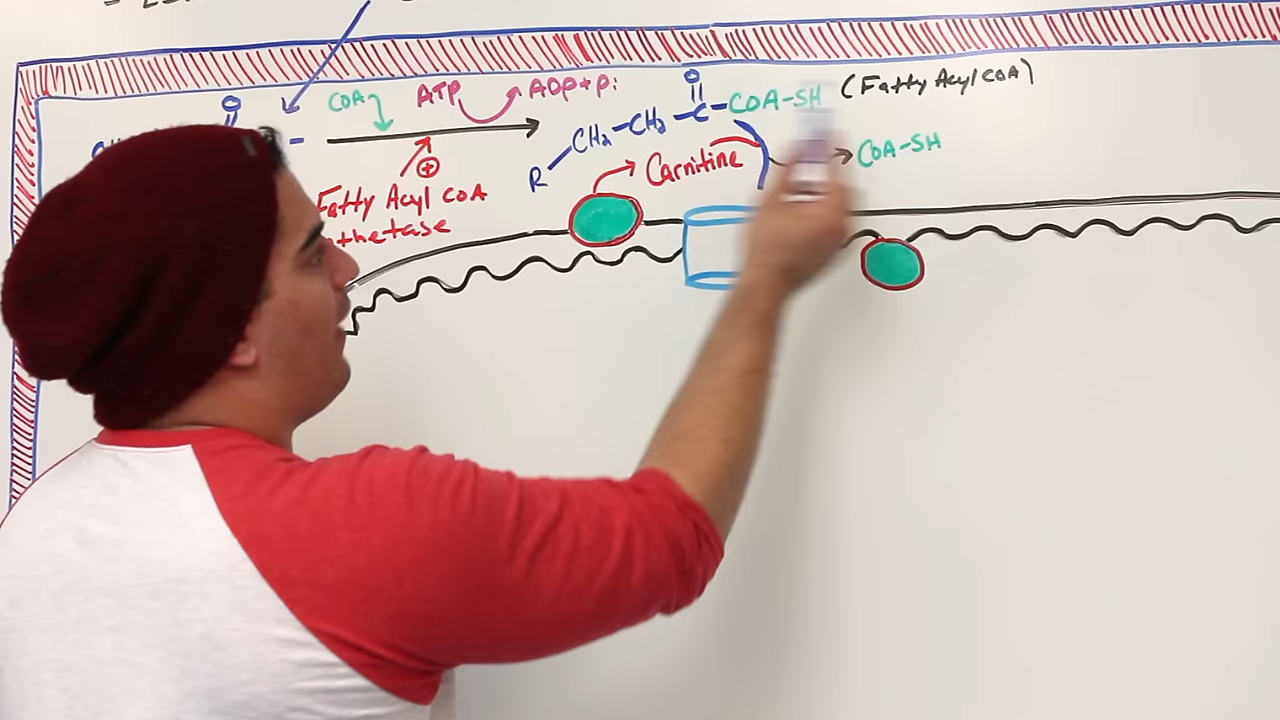 O
O
COA
ATP
ADP+Pi
CH₂-CH₂-C-COA-SH
(Fatty Acyl COA)
R
Carnitine
COA-SH
+
Fatty Acyl COA
thetase